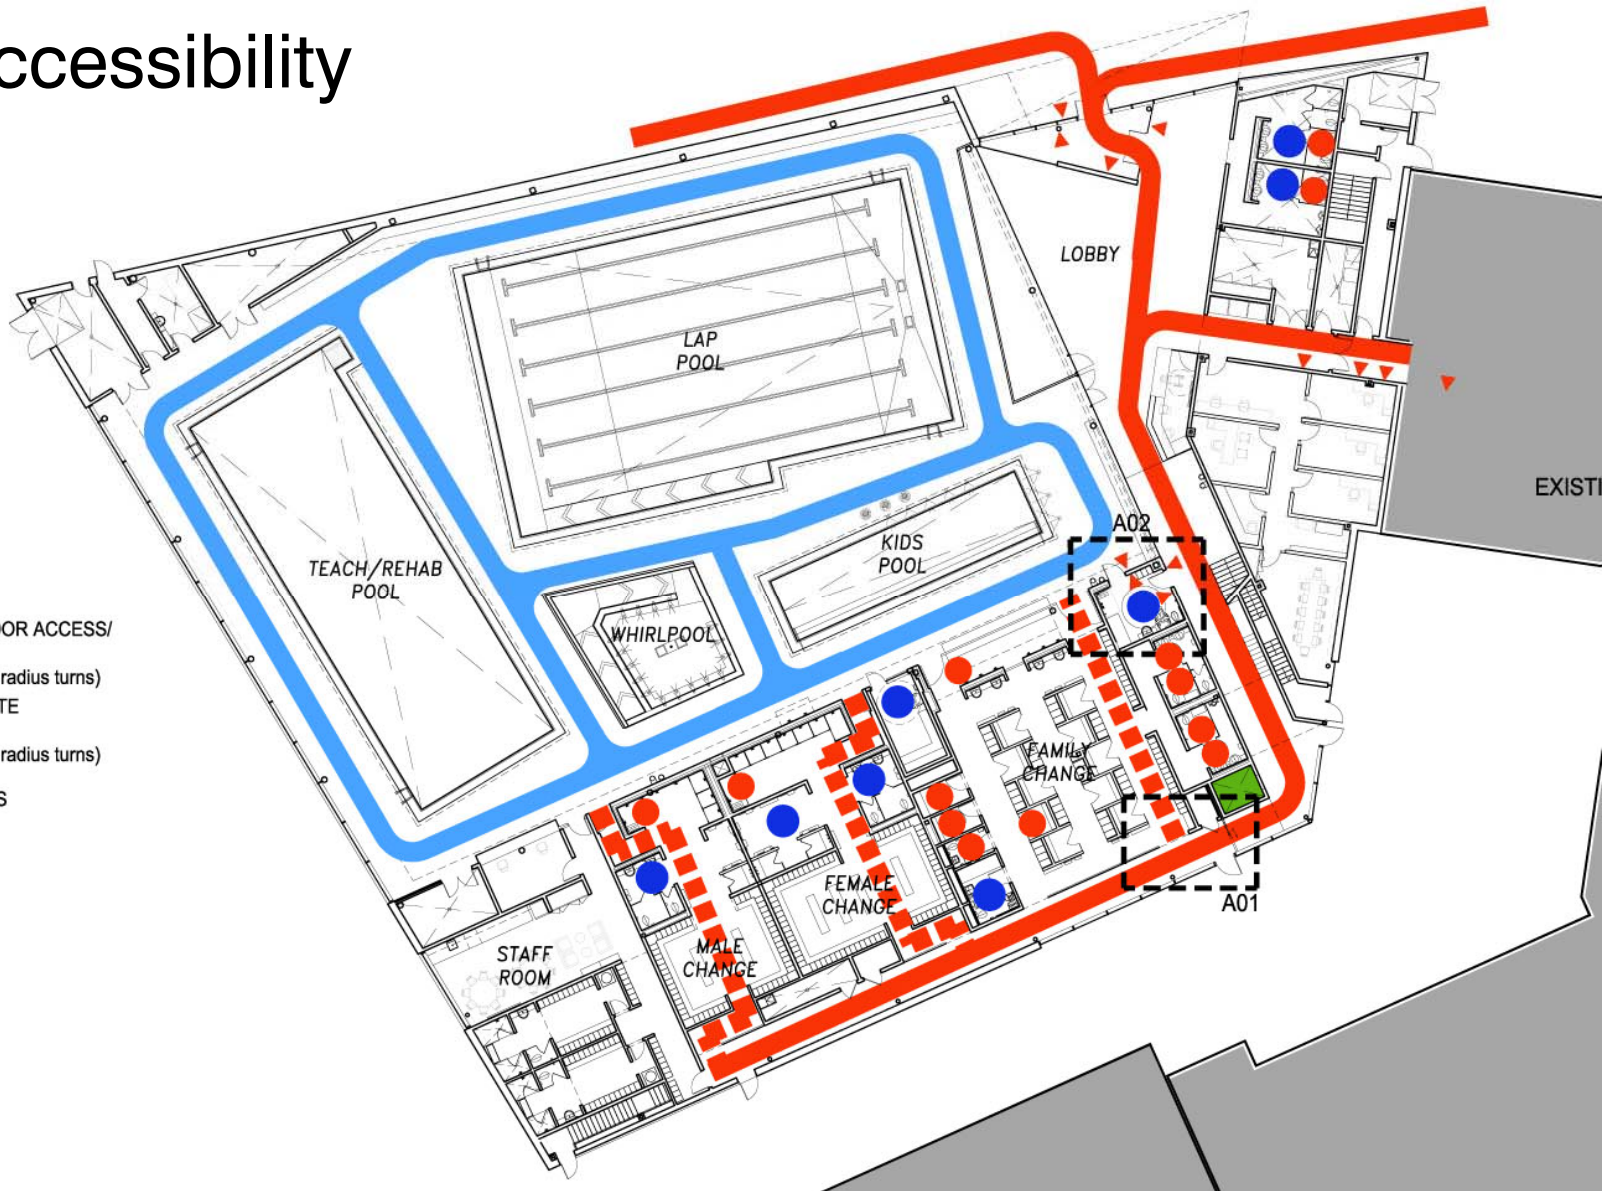 ccessibility
LOBBY
LAP
POOL
EXISTI
A02
KIDS
POOL
TEACH/REHAB
POOL
OOR ACCESS/
WHIRLPOOL
radius turns)
TE
radius turns)
FAMILY
CHANGE
S
FEMALE
CHANGE
A01
MALE
CHANGE
STAFF
ROOM